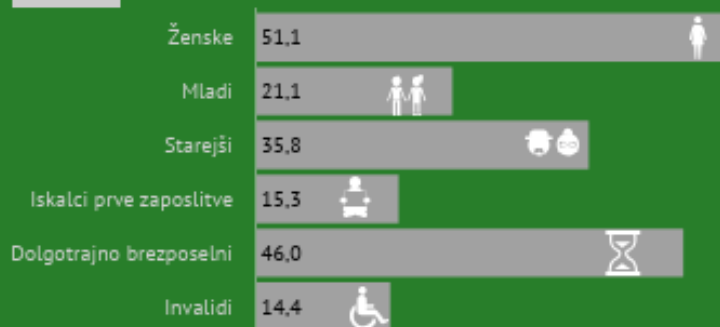 Ženske 51,1
Mladi 21,1
Starejši 35,8
Iskalci prve zaposlitve 15,3
Dolgotrajno brezposelni 46,0
Invalidi 14,4